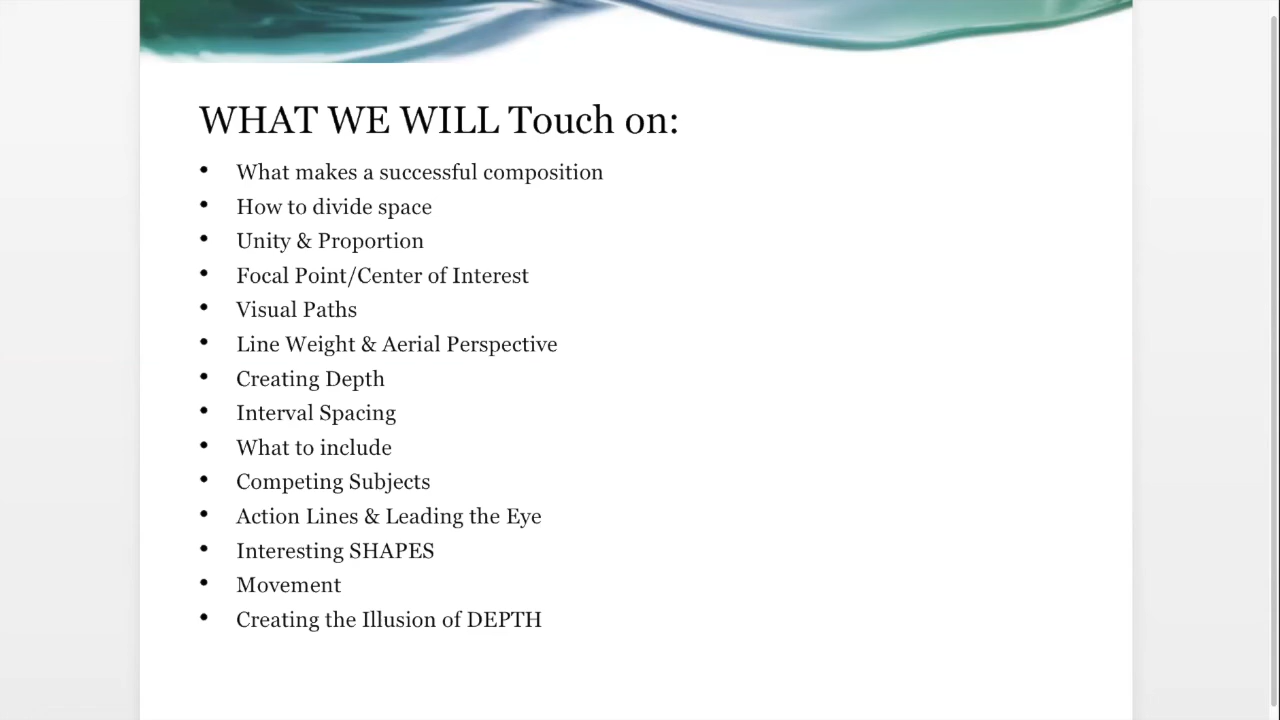 WHAT WE WILL Touch on:
• What makes a successful composition
• How to divide space
• Unity & Proportion
• Focal Point/Center of Interest
• Visual Paths
• Line Weight & Aerial Perspective
• Creating Depth
• Interval Spacing
• What to include
• Competing Subjects
• Action Lines & Leading the Eye
• Interesting SHAPES
• Movement
• Creating the Illusion of DEPTH